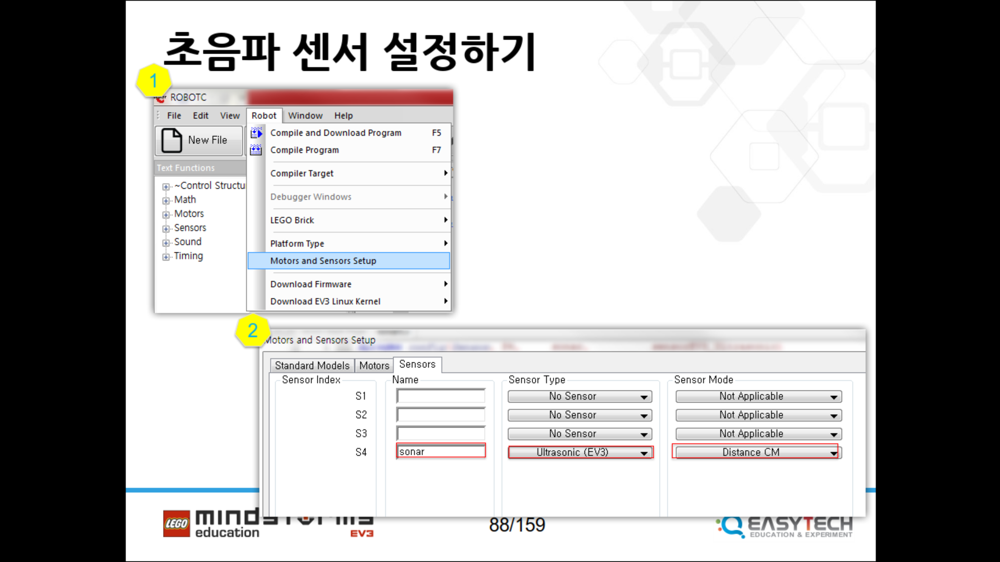 초음파 센서 설정하기
1
ROBOTC
File Edit View Robot Window Help
New File
Compile and Download Program F5
Compile Program F7
Text Functions
Compiler Target
~Control Structu
Math
Debugger Windows
Motors
LEGO Brick
Sensors
Sound
Platform Type
Timing
Motors and Sensors Setup
Download Firmware
Download EV3 Linux Kernel
2
Motors and Sensors Setup
Standard Models Motors Sensors
Sensor Index Name Sensor Type Sensor Mode
S1 No Sensor Not Applicable
S2 No Sensor Not Applicable
S3 No Sensor Not Applicable
S4 sonar Ultrasonic (EV3) Distance CM
LEGO mindstorms
education EV3
88/159
EASYTECH
EDUCATION & EXPERIMENT